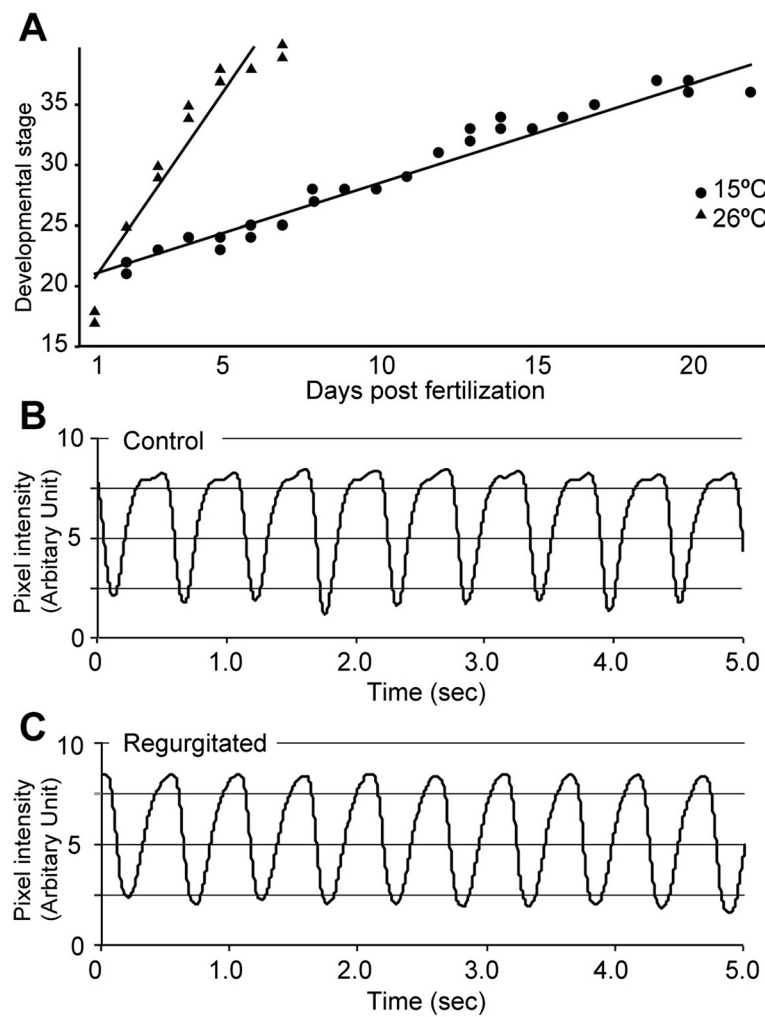 A
Developmental stage
35
30
25
20
15
15ºC
26ºC
1 5 10 15 20
Days post fertilization
B
Control
Pixel intensity
(Arbitary Unit)
10
5
0
0 1.0 2.0 3.0 4.0 5.0
Time (sec)
C
Regurgitated
Pixel intensity
(Arbitary Unit)
10
5
0
0 1.0 2.0 3.0 4.0 5.0
Time (sec)